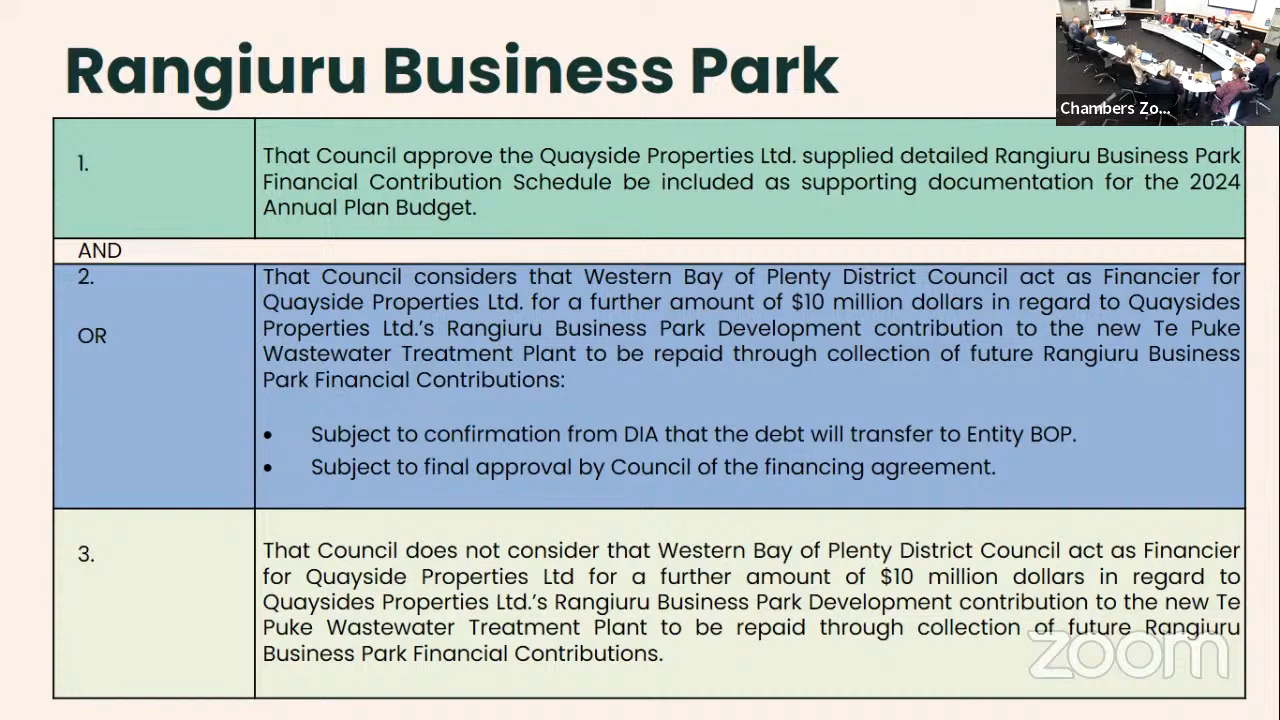 Rangiuru Business Park
Chambers Zo...
1.
That Council approve the Quayside Properties Ltd. supplied detailed Rangiuru Business Park
Financial Contribution Schedule be included as supporting documentation for the 2024
Annual Plan Budget.
AND
2.
OR
That Council considers that Western Bay of Plenty District Council act as Financier for
Quayside Properties Ltd. for a further amount of $10 million dollars in regard to Quaysides
Properties Ltd.’s Rangiuru Business Park Development contribution to the new Te Puke
Wastewater Treatment Plant to be repaid through collection of future Rangiuru Business
Park Financial Contributions:
• Subject to confirmation from DIA that the debt will transfer to Entity BOP.
• Subject to final approval by Council of the financing agreement.
3.
That Council does not consider that Western Bay of Plenty District Council act as Financier
for Quayside Properties Ltd for a further amount of $10 million dollars in regard to
Quaysides Properties Ltd.’s Rangiuru Business Park Development contribution to the new Te
Puke Wastewater Treatment Plant to be repaid through collection of future Rangiuru
Business Park Financial Contributions.
zoom